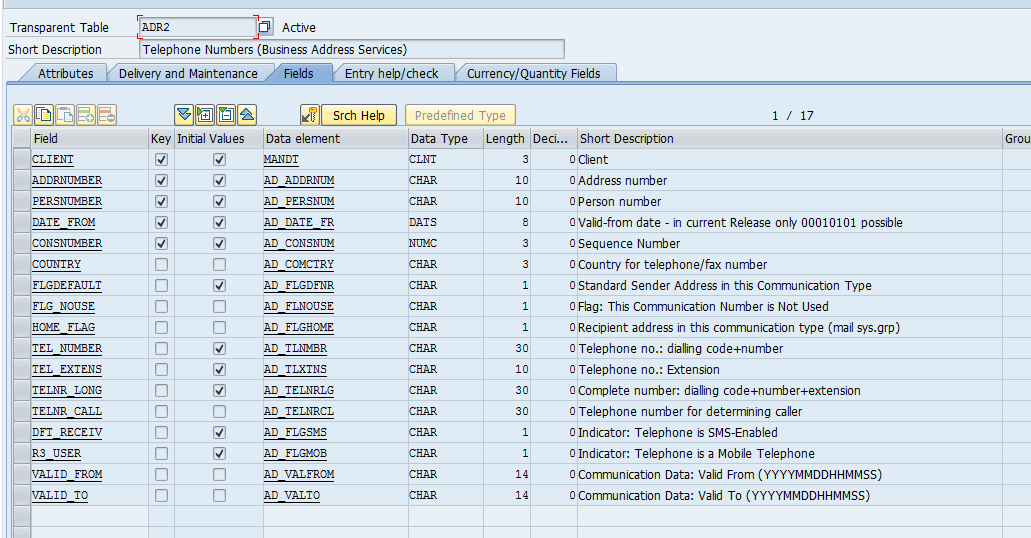 Transparent Table ADR2 Active
Short Description Telephone Numbers (Business Address Services)
Attributes Delivery and Maintenance Fields Entry help/check Currency/Quantity Fields
Srch Help Predefined Type 1 / 17
Field Key Initial Values Data element Data Type Length Deci... Short Description Grou
CLIENT MANDT CLNT 3 0 Client
ADDRNUMBER AD_ADDRNUM CHAR 10 0 Address number
PERSNUMBER AD_PERSNUM CHAR 10 0 Person number
DATE_FROM AD_DATE_FR DATS 8 0 Valid-from date - in current Release only 00010101 possible
CONSNUMBER AD_CONSNUM NUMC 3 0 Sequence Number
COUNTRY AD_COMCTRY CHAR 3 0 Country for telephone/fax number
FLGDEFAULT AD_FLGDFNR CHAR 1 0 Standard Sender Address in this Communication Type
FLG_NOUSE AD_FLNOUSE CHAR 1 0 Flag: This Communication Number is Not Used
HOME_FLAG AD_FLGHOME CHAR 1 0 Recipient address in this communication type (mail sys.grp)
TEL_NUMBER AD_TLNMBR CHAR 30 0 Telephone no.: dialling code+number
TEL_EXTENS AD_TLXTNS CHAR 10 0 Telephone no.: Extension
TELNR_LONG AD_TELNRLG CHAR 30 0 Complete number: dialling code+number+extension
TELNR_CALL AD_TELNRCL CHAR 30 0 Telephone number for determining caller
DFT_RECEIV AD_FLGSMS CHAR 1 0 Indicator: Telephone is SMS-Enabled
R3_USER AD_FLGMOB CHAR 1 0 Indicator: Telephone is a Mobile Telephone
VALID_FROM AD_VALFROM CHAR 14 0 Communication Data: Valid From (YYYYMMDDHHMMSS)
VALID_TO AD_VALTO CHAR 14 0 Communication Data: Valid To (YYYYMMDDHHMMSS)